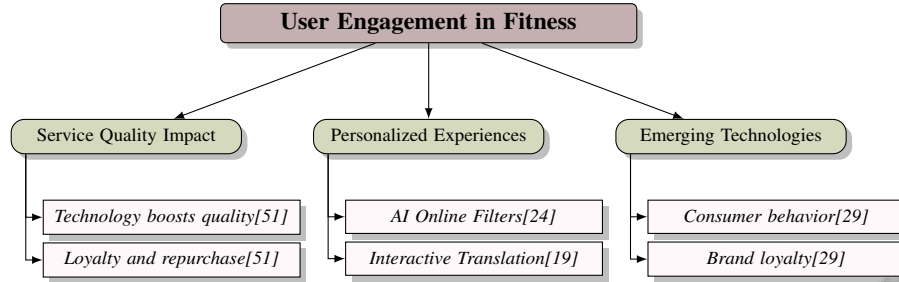 User Engagement in Fitness
Service Quality Impact
Personalized Experiences
Emerging Technologies
Technology boosts quality[51]
AI Online Filters[24]
Consumer behavior[29]
Loyalty and repurchase[51]
Interactive Translation[19]
Brand loyalty[29]